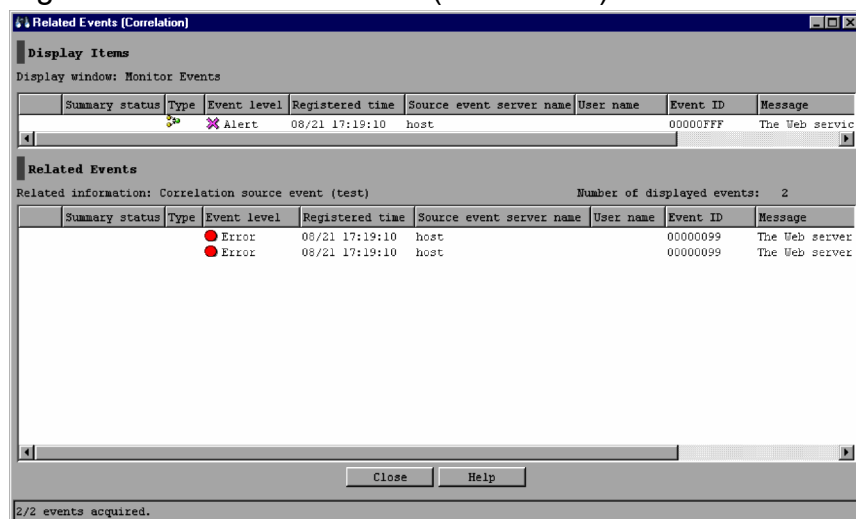 Related Events (Correlation)
Display Items
Display window: Monitor Events
Summary status Type Event level Registered time Source event server name User name Event ID Message
Alert 08/21 17:19:10 host 00000FFF The Web servic
Related Events
Related information: Correlation source event (test) Number of displayed events: 2
Summary status Type Event level Registered time Source event server name User name Event ID Message
Error 08/21 17:19:10 host 00000099 The Web server
Error 08/21 17:19:10 host 00000099 The Web server
Close Help
2/2 events acquired.